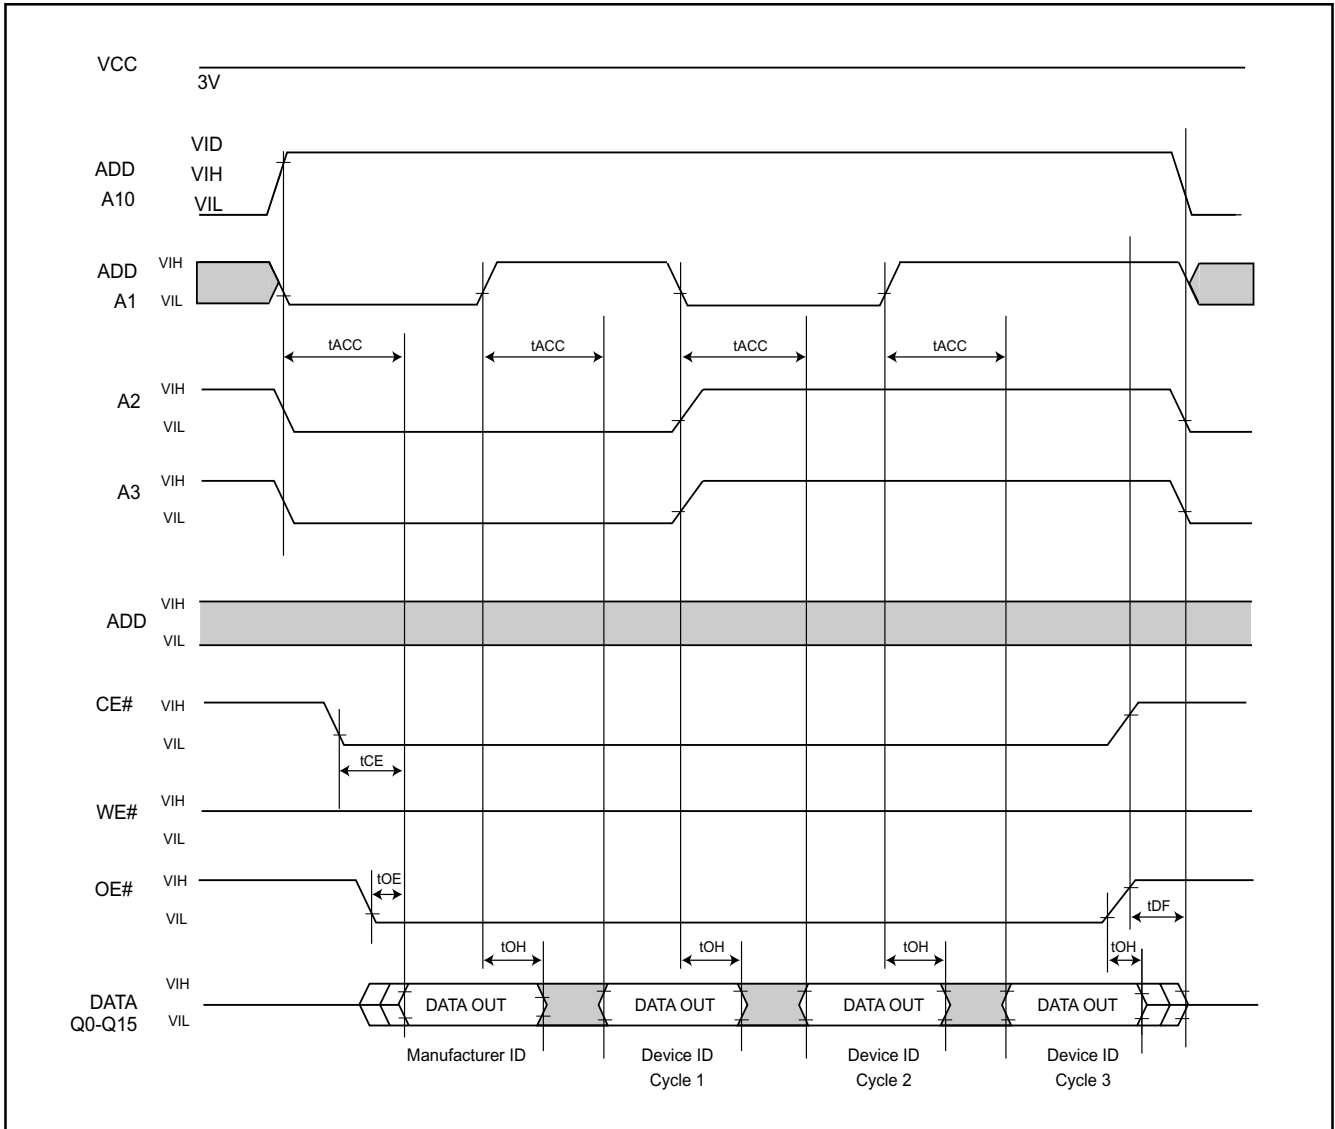 VCC
3V
VID
ADD
VIH
A10
VIL
VIH
ADD
A1
VIL
tACC
tACC
tACC
tACC
VIH
A2
VIL
VIH
A3
VIL
VIH
ADD
VIL
CE#
VIH
VIL
tCE
VIH
WE#
VIL
tOE
VIH
OE#
VIL
tDF
tOH
tOH
tOH
tOH
VIH
DATA
Q0-Q15
VIL
DATA OUT
DATA OUT
DATA OUT
DATA OUT
Manufacturer ID
Device ID
Cycle 1
Device ID
Cycle 2
Device ID
Cycle 3